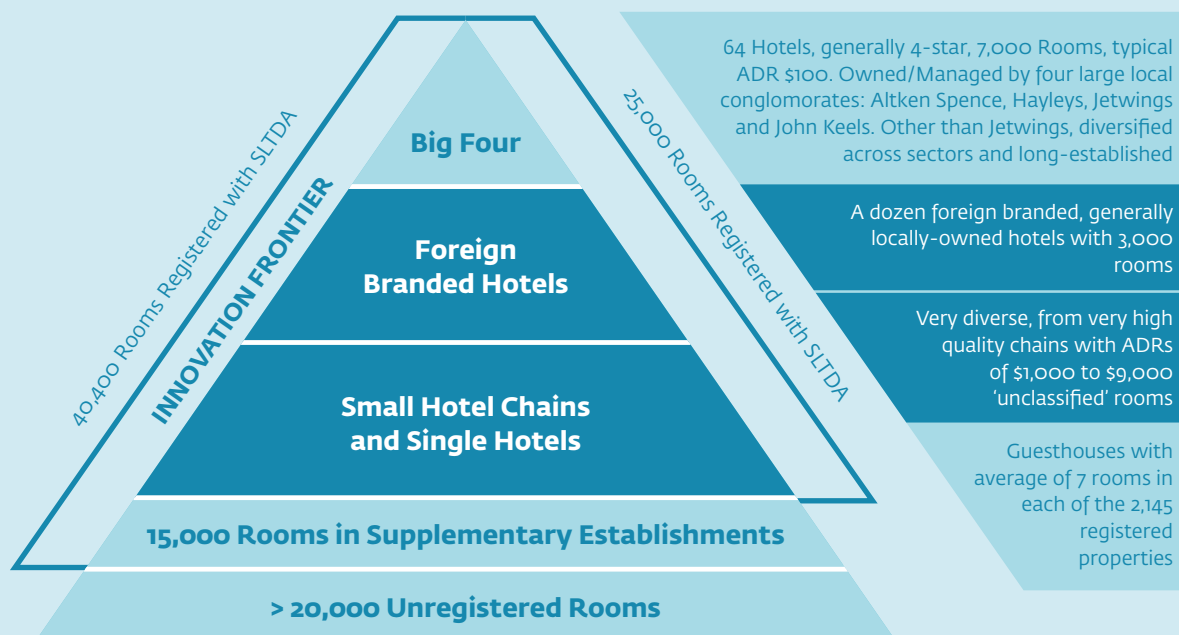 40,400 Rooms Registered with SLTDA
INNOVATION FRONTIER
Big Four
Foreign
Branded Hotels
Small Hotel Chains
and Single Hotels
15,000 Rooms in Supplementary Establishments
> 20,000 Unregistered Rooms
25,000 Rooms Registered with SLTDA
64 Hotels, generally 4-star, 7,000 Rooms, typical
ADR $100. Owned/Managed by four large local
conglomorates: Altken Spence, Hayleys, Jetwings
and John Keels. Other than Jetwings, diversified
across sectors and long-established
A dozen foreign branded, generally
locally-owned hotels with 3,000
rooms
Very diverse, from very high
quality chains with ADRs
of $1,000 to $9,000
'unclassified' rooms
Guesthouses with
average of 7 rooms in
each of the 2,145
registered
properties